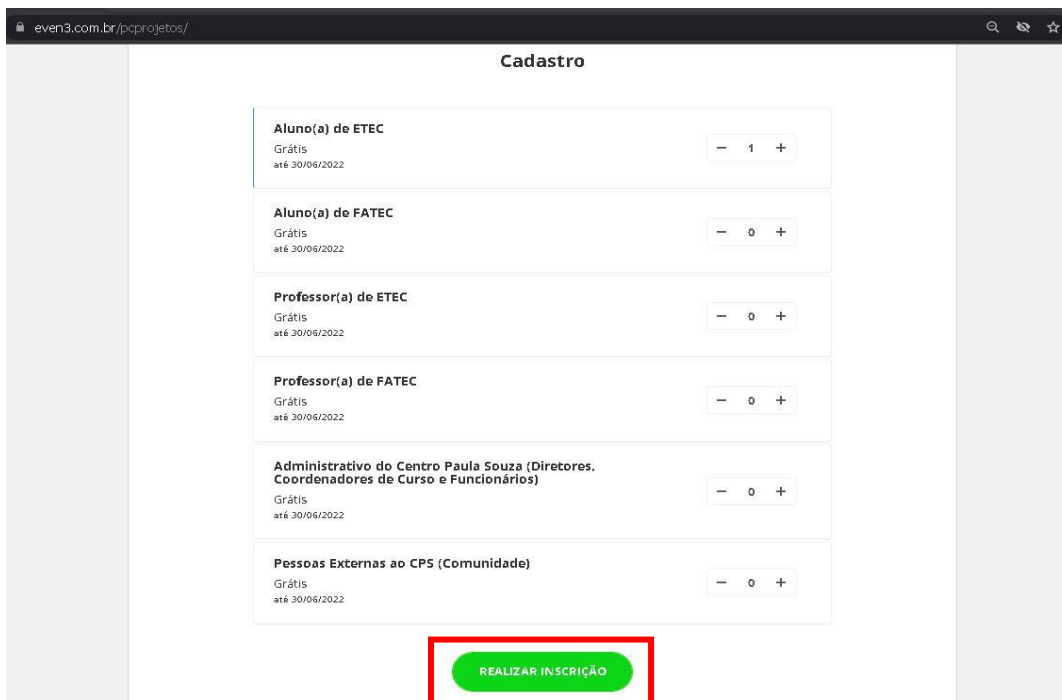 even3.com.br/pcprojetos/
Cadastro
Aluno(a) de ETEC
Grátis
até 30/06/2022
− 1 +
Aluno(a) de FATEC
Grátis
até 30/06/2022
− 0 +
Professor(a) de ETEC
Grátis
até 30/06/2022
− 0 +
Professor(a) de FATEC
Grátis
até 30/06/2022
− 0 +
Administrativo do Centro Paula Souza (Diretores,
Coordenadores de Curso e Funcionários)
Grátis
até 30/06/2022
− 0 +
Pessoas Externas ao CPS (Comunidade)
Grátis
até 30/06/2022
− 0 +
REALIZAR INSCRIÇÃO